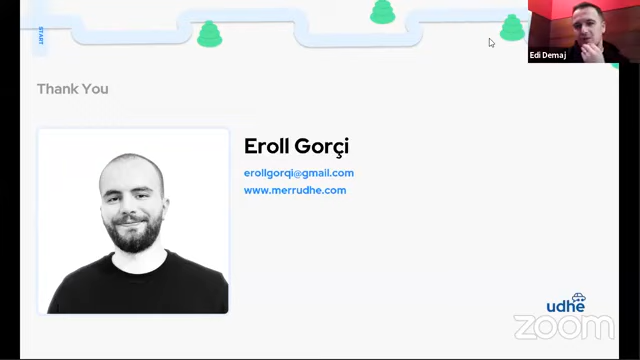 START
Edi Demaj
Thank You
Eroll Gorçi
erollgorqi@gmail.com
www.merrudhe.com
udhe
zoom